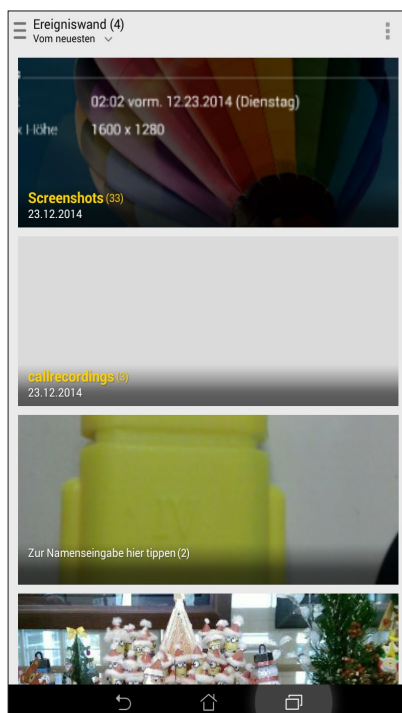 Ereigniswand (4)
Vom neuesten
02:02 vorm. 12.23.2014 (Dienstag)
x Höhe 1600 x 1280
Screenshots (33)
23.12.2014
callrecordings (3)
23.12.2014
Zur Namenseingabe hier tippen (2)